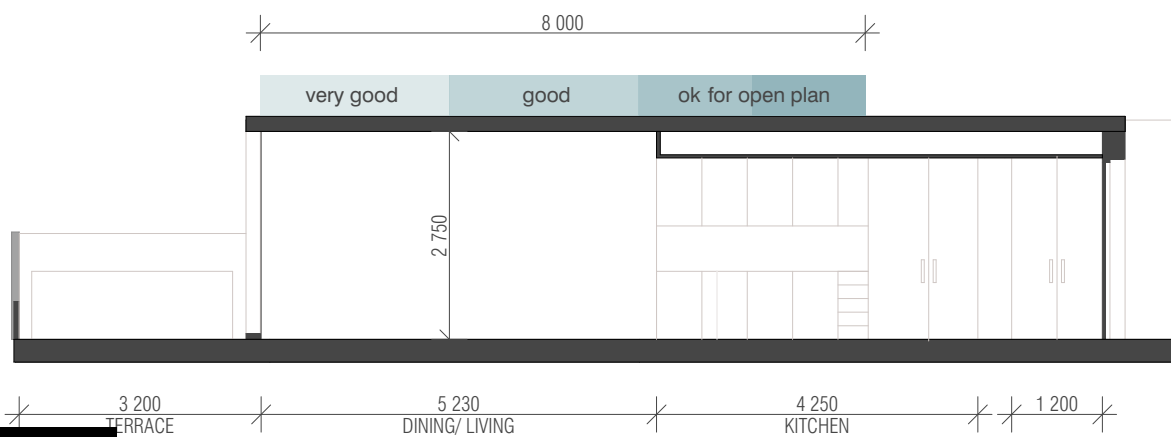 8 000
very good good ok for open plan
2 750
3 200 5 230 4 250 1 200
TERRACE DINING/ LIVING KITCHEN